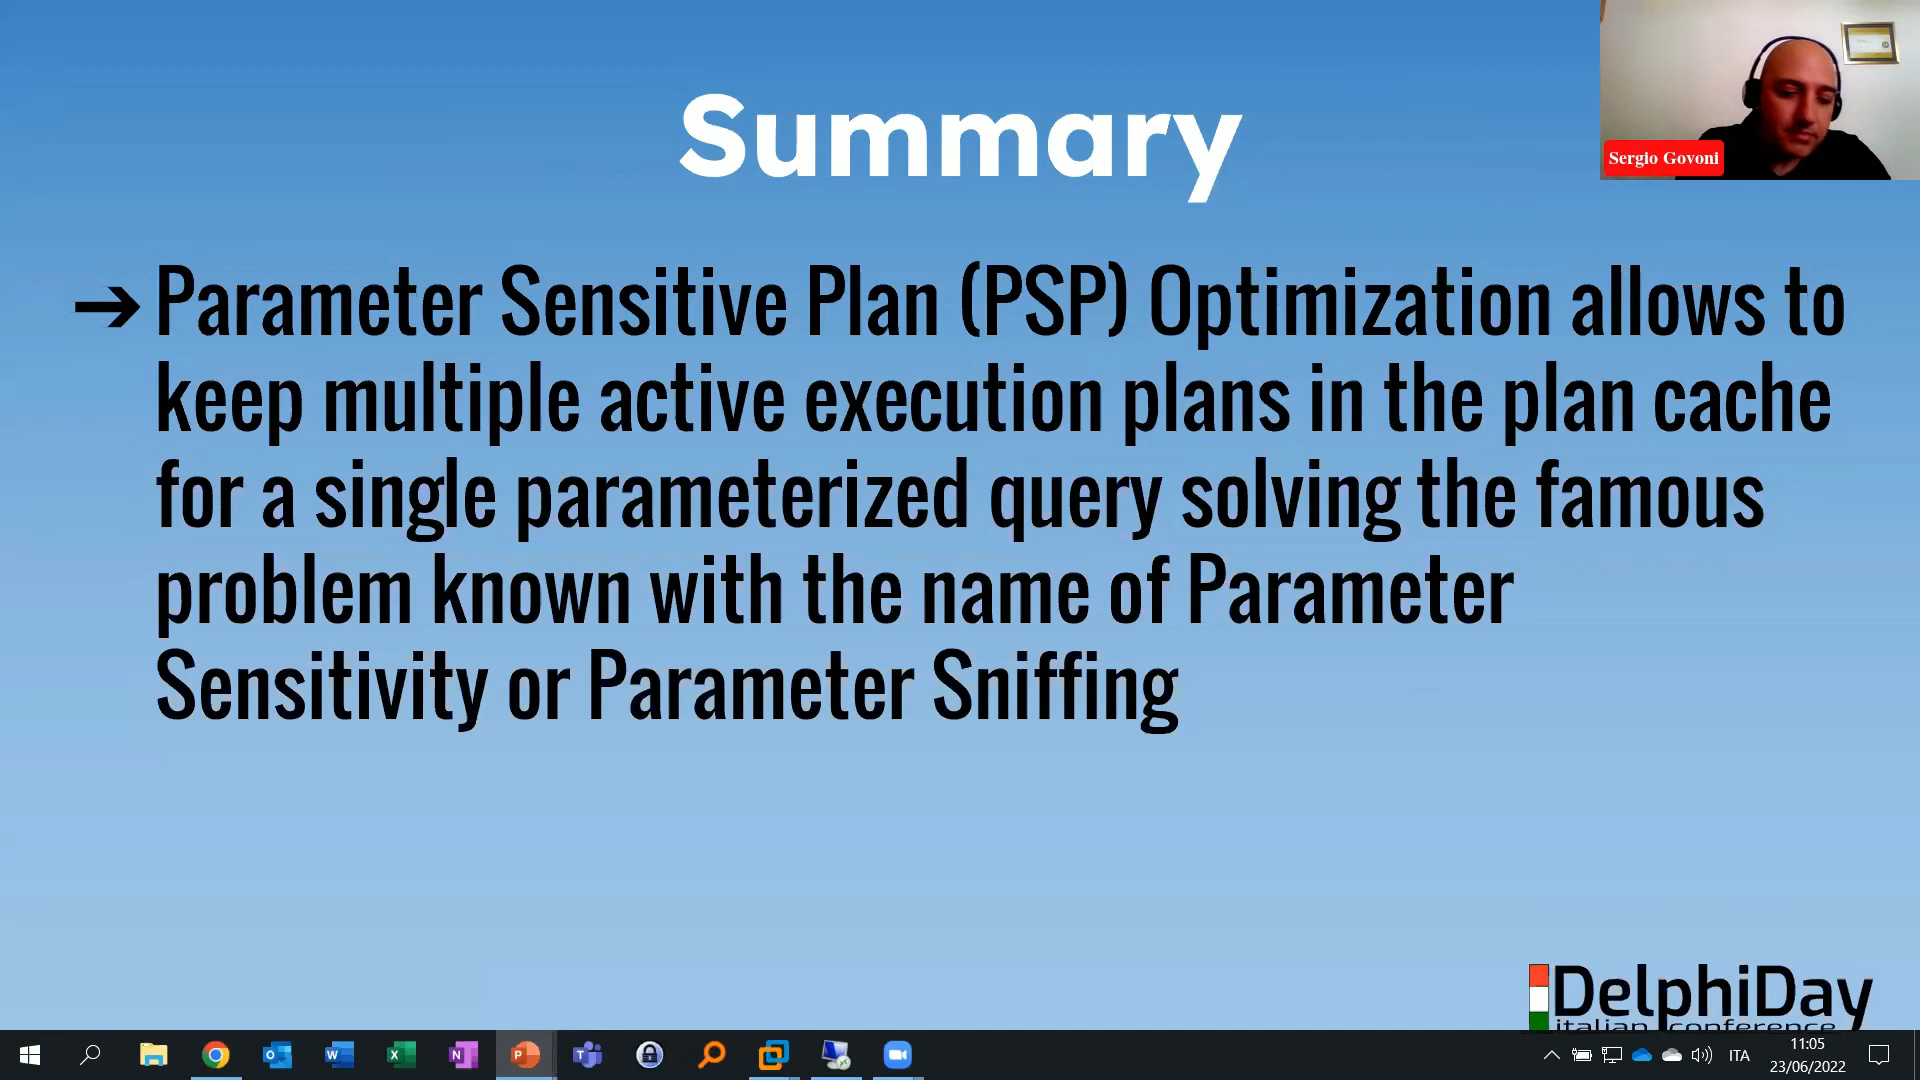 Summary
Sergio Govoni
➔ Parameter Sensitive Plan (PSP) Optimization allows to
keep multiple active execution plans in the plan cache
for a single parameterized query solving the famous
problem known with the name of Parameter
Sensitivity or Parameter Sniffing
DelphiDay
italian conference
ITA
11:05
23/06/2022